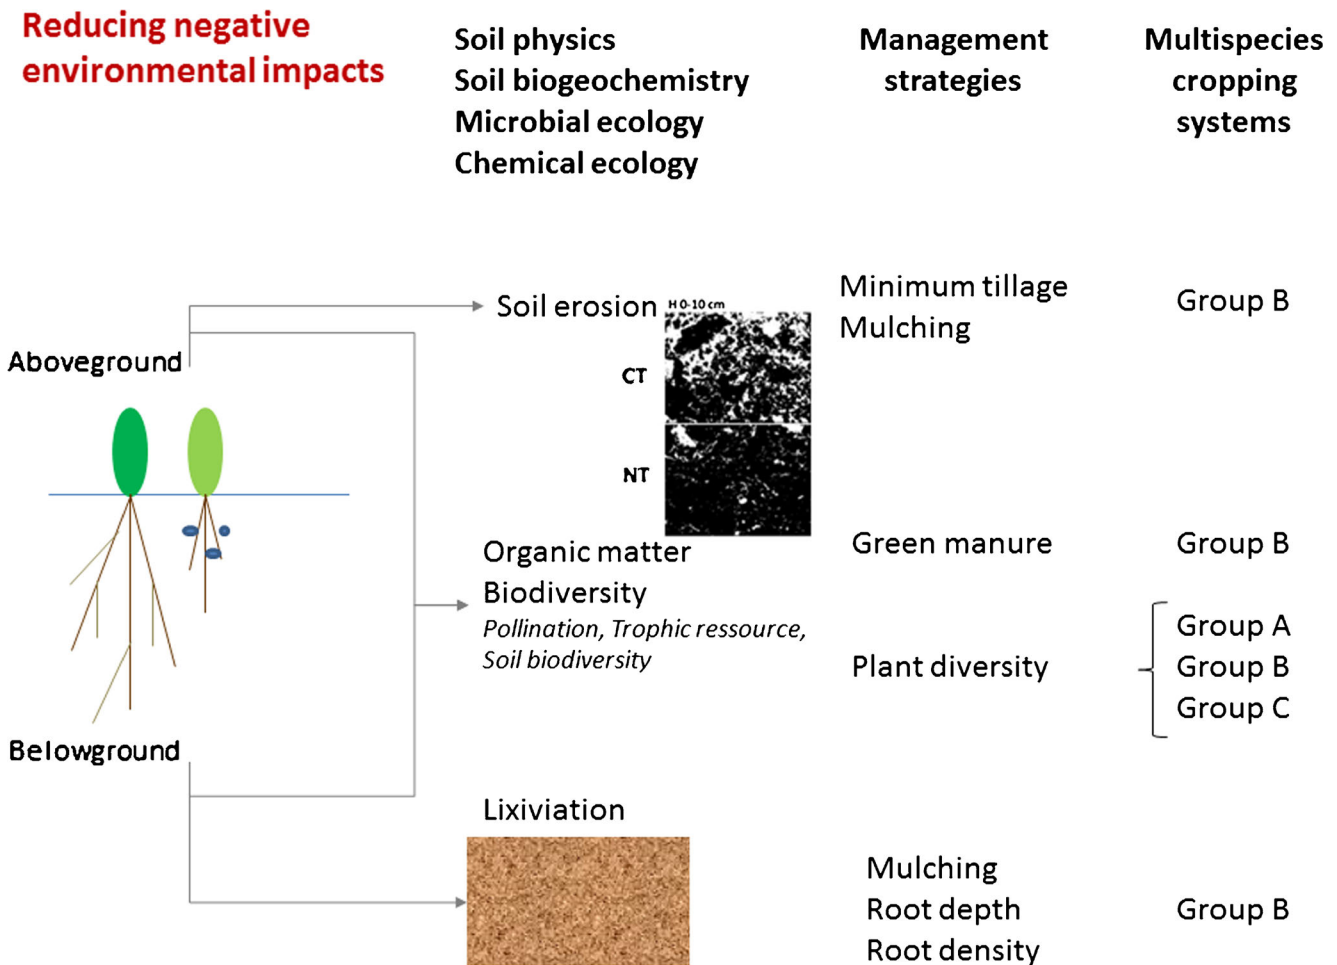 Reducing negative
environmental impacts
Soil physics
Soil biogeochemistry
Microbial ecology
Chemical ecology
Management
strategies
Multispecies
cropping
systems
Aboveground
Soil erosion
H 0-10 cm
CT
NT
Minimum tillage
Mulching
Group B
Organic matter
Biodiversity
Pollination, Trophic ressource,
Soil biodiversity
Green manure
Group B
Plant diversity
Group A
Group B
Group C
Belowground
Lixiviation
Mulching
Root depth
Root density
Group B